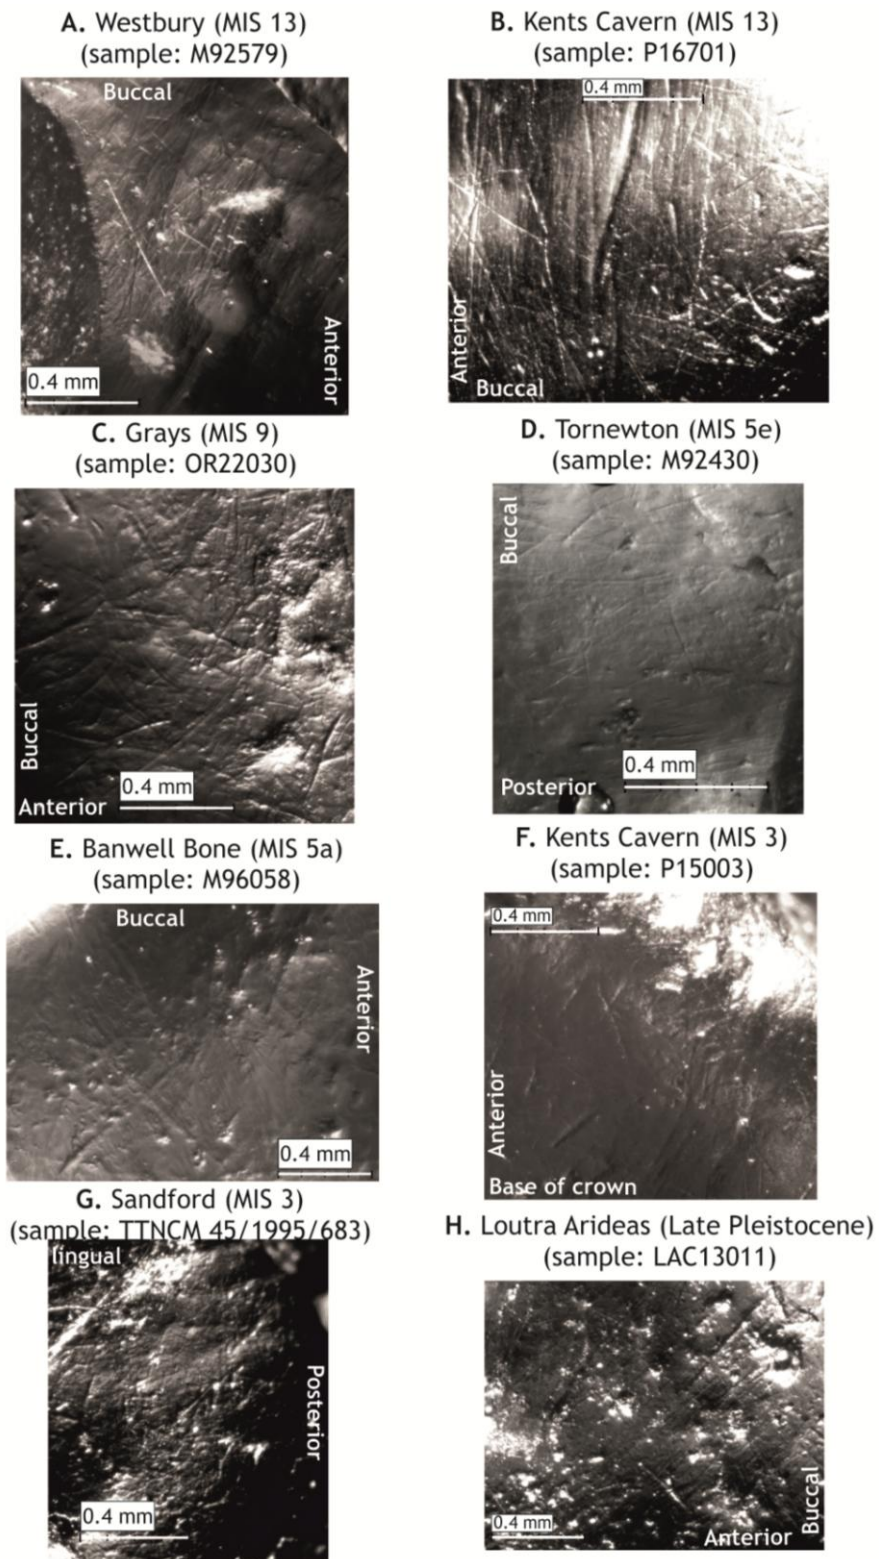 A. Westbury (MIS 13)
(sample: M92579)
Buccal
Anterior
0.4 mm
B. Kents Cavern (MIS 13)
(sample: P16701)
0.4 mm
Anterior
Buccal
C. Grays (MIS 9)
(sample: OR22030)
Buccal
0.4 mm
Anterior
D. Tornewton (MIS 5e)
(sample: M92430)
Buccal
0.4 mm
Posterior
E. Banwell Bone (MIS 5a)
(sample: M96058)
Buccal
Anterior
0.4 mm
F. Kents Cavern (MIS 3)
(sample: P15003)
0.4 mm
Anterior
Base of crown
G. Sandford (MIS 3)
(sample: TTNCM 45/1995/683)
lingual
Posterior
0.4 mm
H. Loutra Arideas (Late Pleistocene)
(sample: LAC13011)
0.4 mm
Buccal
Anterior